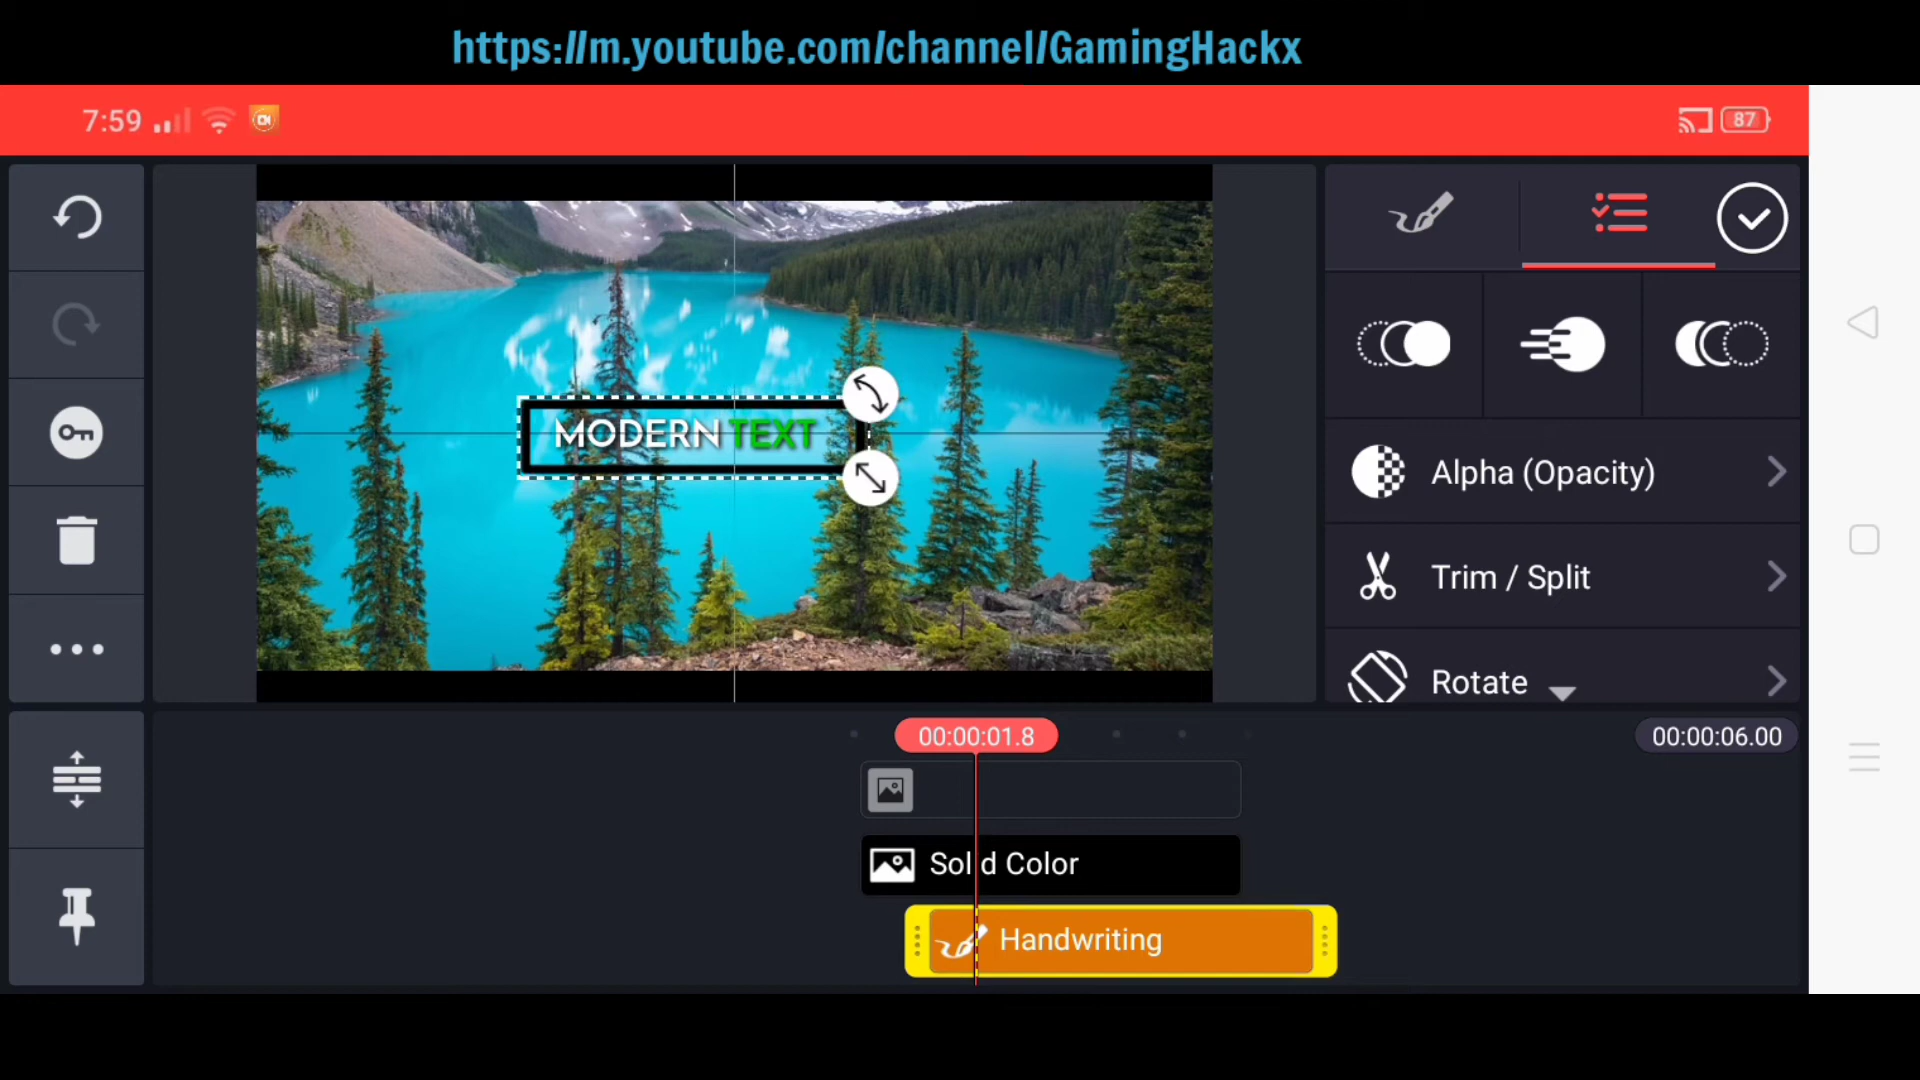 https://m.youtube.com/channel/GamingHackx
7:59
87
MODERN TEXT
Alpha (Opacity)
Trim / Split
Rotate
00:00:01.8
00:00:06.00
Solid Color
Handwriting